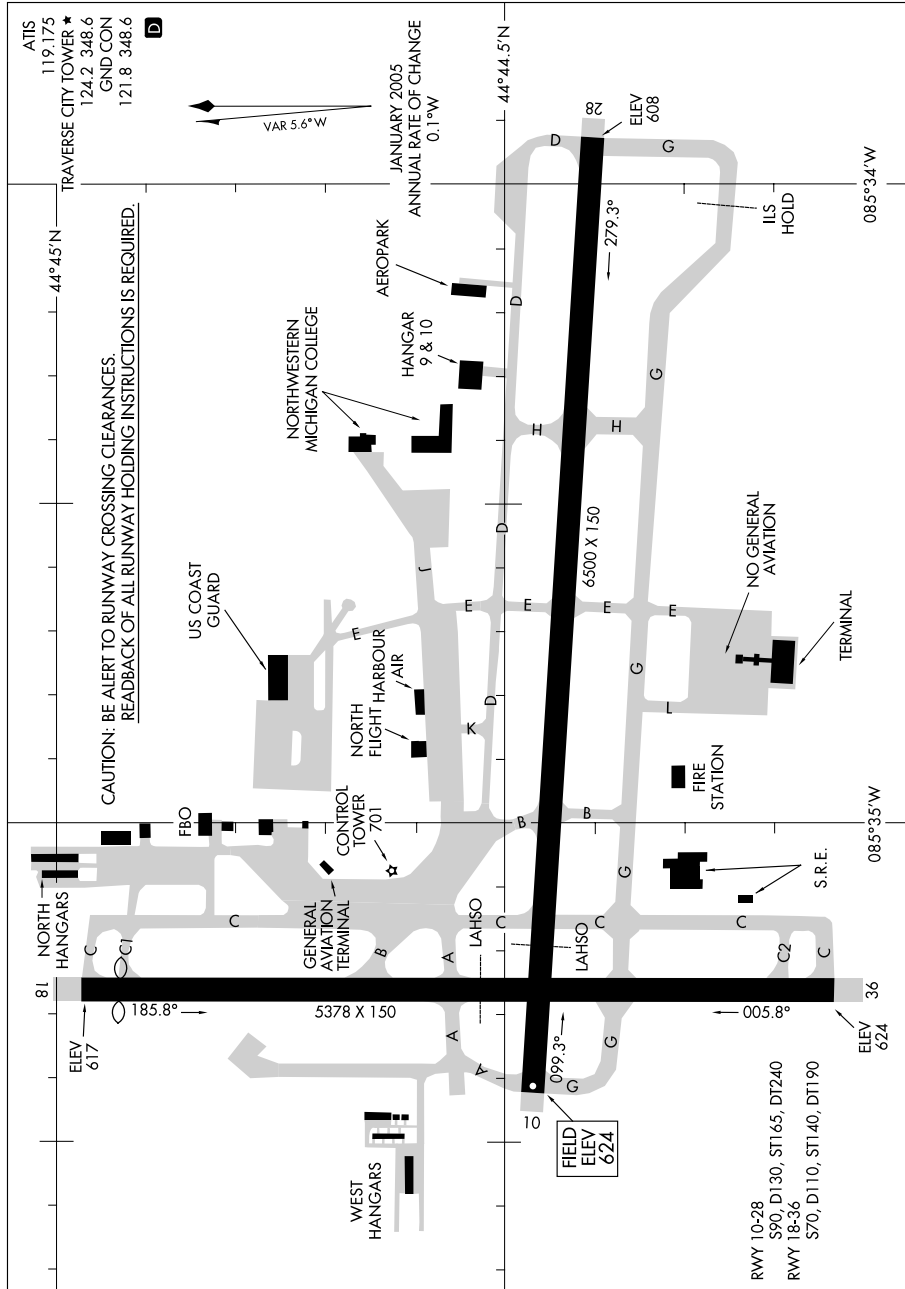 ATIS
119.175
TRAVERSE CITY TOWER ★
124.2 348.6
GND CON
121.8 348.6
D
CAUTION: BE ALERT TO RUNWAY CROSSING CLEARANCES.
READBACK OF ALL RUNWAY HOLDING INSTRUCTIONS IS REQUIRED.
VAR 5.6° W
JANUARY 2005
ANNUAL RATE OF CHANGE
0.1°W
44°45'N
44°44.5'N
085°34'W
085°35'W
NORTH
HANGARS
FBO
US COAST
GUARD
NORTHWESTERN
MICHIGAN COLLEGE
HANGAR
9 & 10
AEROPARK
GENERAL
AVIATION
TERMINAL
CONTROL
TOWER
701
NORTH
FLIGHT
HARBOUR
AIR
WEST
HANGARS
ELEV
617
18
185.8°
5378 X 150
005.8°
36
ELEV
624
10
099.3°
FIELD
ELEV
624
6500 X 150
279.3°
28
ELEV
608
LAHSO
LAHSO
ILS
HOLD
NO GENERAL
AVIATION
TERMINAL
FIRE
STATION
S.R.E.
C
C1
C
B
A
A
A
C
C
C
C2
C
B
B
G
G
G
G
G
G
K
D
D
D
D
J
E
E
E
E
E
H
H
L
RWY 10-28
S90, D130, ST165, DT240
RWY 18-36
S70, D110, ST140, DT190